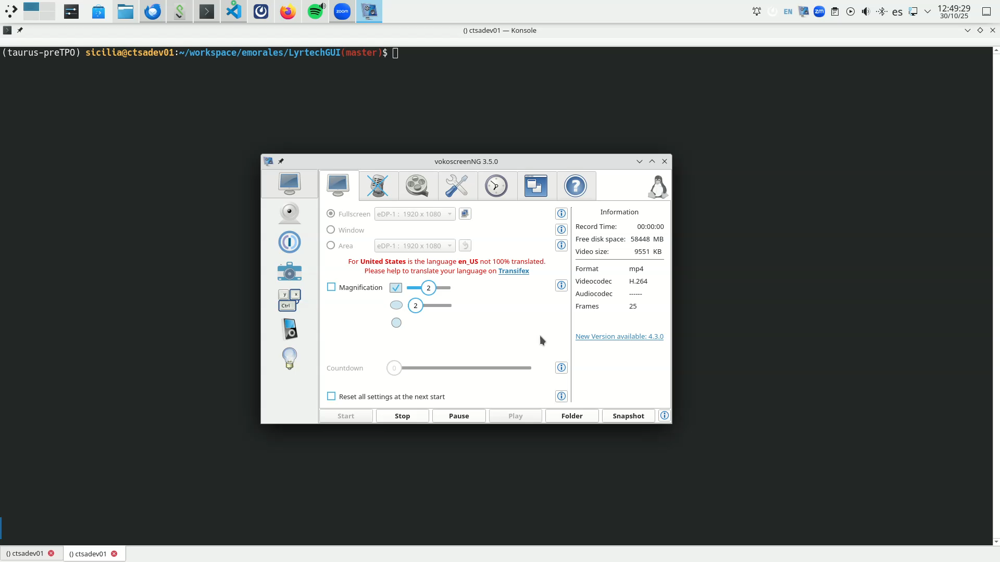 zoom
EN
zm
es
12:49:29
30/10/25
() ctsadev01 — Konsole
(taurus-preTPO) sicilia@ctsadev01:~/workspace/emorales/LyrtechGUI(master)$
vokoscreenNG 3.5.0
Fullscreen eDP-1 : 1920 x 1080
Window
Area eDP-1 : 1920 x 1080
For United States is the language en_US not 100% translated.
Please help to translate your language on Transifex
Magnification 2
2
Countdown 0
Reset all settings at the next start
y x
Ctrl
Information
Record Time: 00:00:00
Free disk space: 58448 MB
Video size: 9551 KB
Format mp4
Videocodec H.264
Audiocodec ------
Frames 25
New Version available: 4.3.0
Start Stop Pause Play Folder Snapshot
() ctsadev01 () ctsadev01